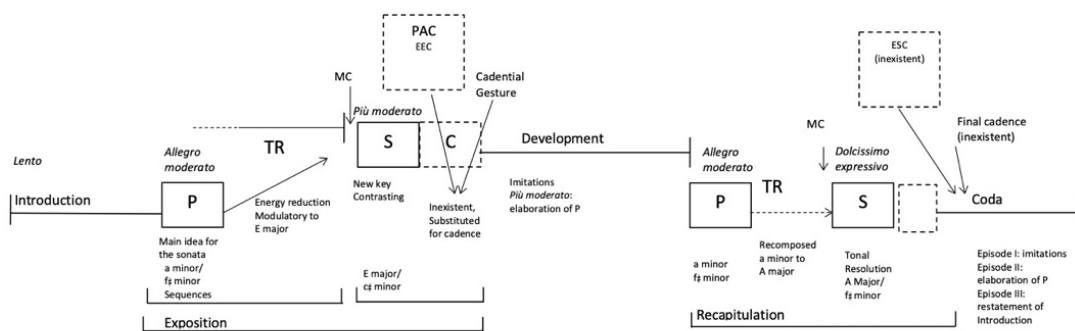 Lento
Introduction
Allegro
moderato
P
Main idea for
the sonata
a minor/
f♯ minor
Sequences
TR
Energy reduction
Modulatory to
E major
MC
Più moderato
S
New key
Contrasting
E major/
c♯ minor
PAC
EEC
Cadential
Gesture
C
Inexistent,
Substituted
for cadence
Exposition
Development
Imitations
Più moderato:
elaboration of P
Allegro
moderato
P
a minor
f♯ minor
TR
Recomposed
a minor to
A major
MC
Dolcissimo
expressivo
S
Tonal
Resolution
A Major/
f♯ minor
ESC
(inexistent)
Final cadence
(inexistent)
Coda
Episode I: imitations
Episode II:
elaboration of P
Episode III:
restatement of
Introduction
Recapitulation